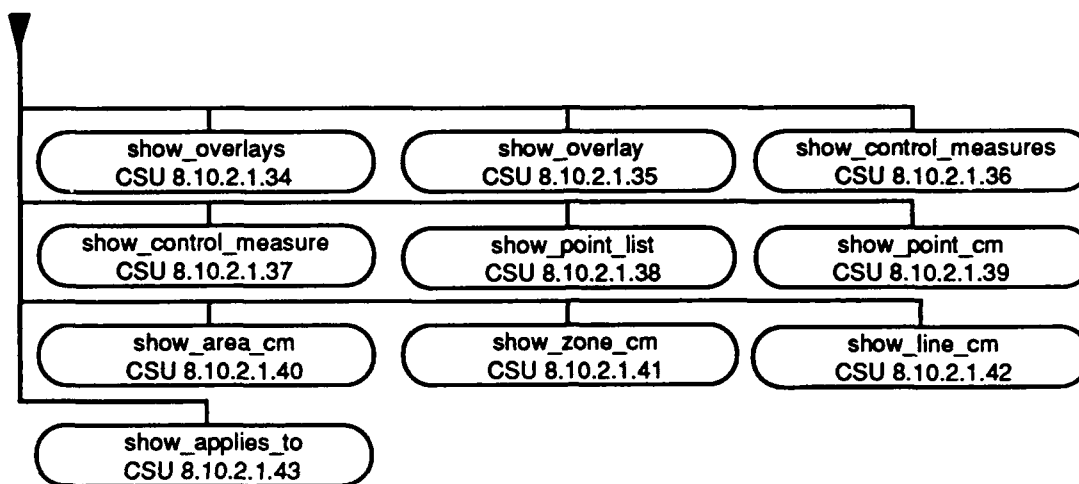 show_overlays
CSU 8.10.2.1.34
show_overlay
CSU 8.10.2.1.35
show_control_measures
CSU 8.10.2.1.36
show_control_measure
CSU 8.10.2.1.37
show_point_list
CSU 8.10.2.1.38
show_point_cm
CSU 8.10.2.1.39
show_area_cm
CSU 8.10.2.1.40
show_zone_cm
CSU 8.10.2.1.41
show_line_cm
CSU 8.10.2.1.42
show_applies_to
CSU 8.10.2.1.43